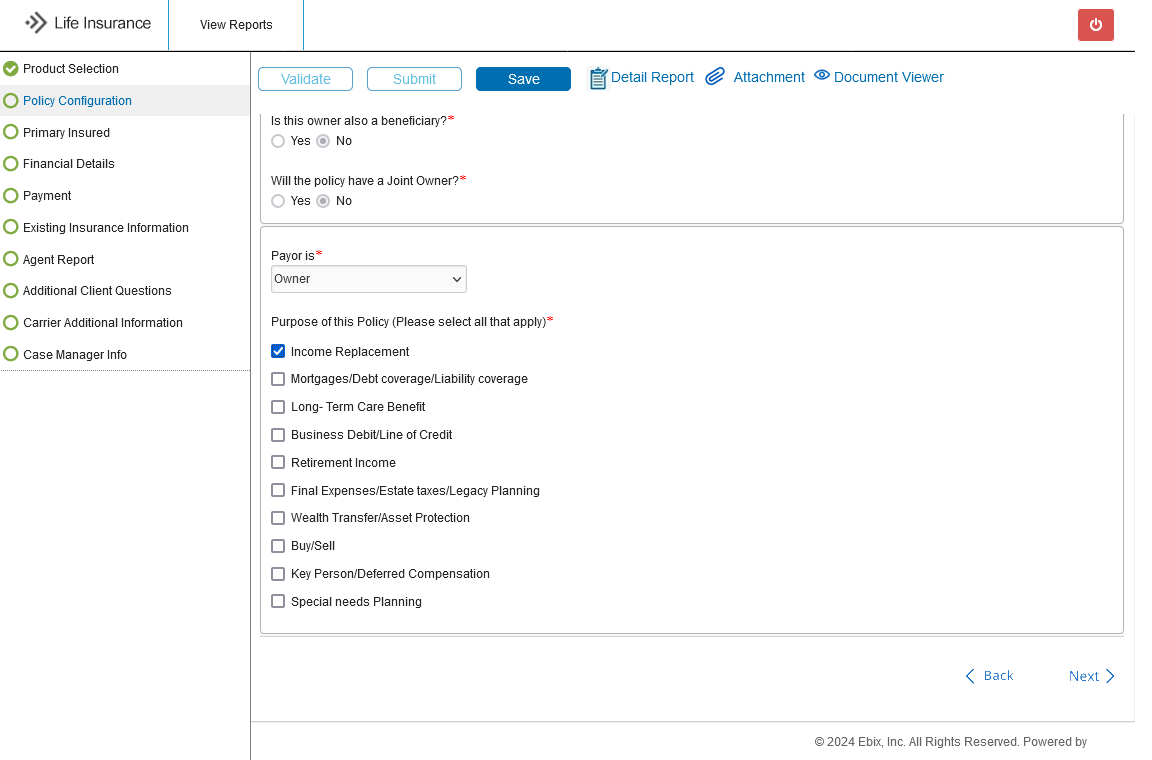 Life Insurance
View Reports
Product Selection
Policy Configuration
Primary Insured
Financial Details
Payment
Existing Insurance Information
Agent Report
Additional Client Questions
Carrier Additional Information
Case Manager Info
Validate
Submit
Save
Detail Report
Attachment
Document Viewer
Is this owner also a beneficiary?*
Yes No
Will the policy have a Joint Owner?*
Yes No
Payor is*
Owner
Purpose of this Policy (Please select all that apply)*
Income Replacement
Mortgages/Debt coverage/Liability coverage
Long- Term Care Benefit
Business Debit/Line of Credit
Retirement Income
Final Expenses/Estate taxes/Legacy Planning
Wealth Transfer/Asset Protection
Buy/Sell
Key Person/Deferred Compensation
Special needs Planning
Back
Next
© 2024 Ebix, Inc. All Rights Reserved. Powered by